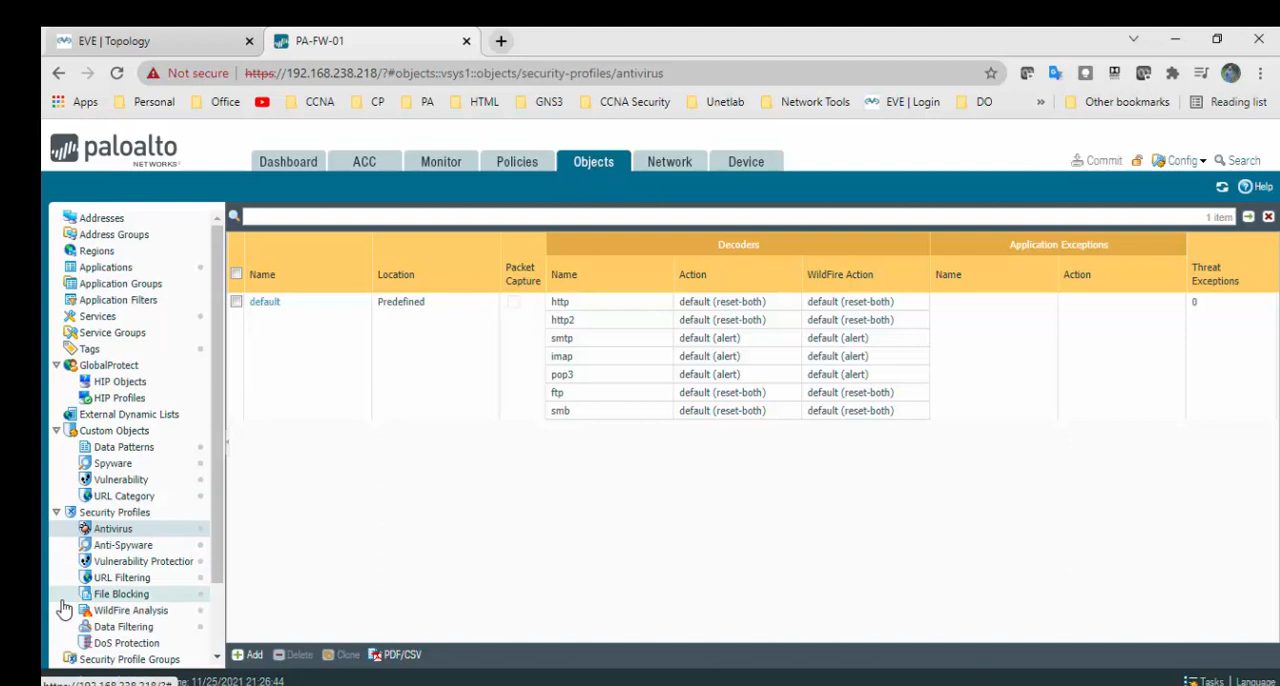 EVE | Topology
PA-FW-01
Not secure | https://192.168.238.218/?#objects::vsys1::objects/security-profiles/antivirus
Apps Personal Office CCNA CP PA HTML GNS3 CCNA Security Unetlab Network Tools EVE | Login DO » Other bookmarks Reading list
paloalto
NETWORKS
Dashboard ACC Monitor Policies Objects Network Device
Commit Config Search
Help
1 item
Addresses
Address Groups
Regions
Applications
Application Groups
Application Filters
Services
Service Groups
Tags
GlobalProtect
HIP Objects
HIP Profiles
External Dynamic Lists
Custom Objects
Data Patterns
Spyware
Vulnerability
URL Category
Security Profiles
Antivirus
Anti-Spyware
Vulnerability Protection
URL Filtering
File Blocking
WildFire Analysis
Data Filtering
DoS Protection
Security Profile Groups
Decoders Application Exceptions
Name Location Packet Capture Name Action WildFire Action Name Action Threat Exceptions
default Predefined http default (reset-both) default (reset-both) 0
http2 default (reset-both) default (reset-both)
smtp default (alert) default (alert)
imap default (alert) default (alert)
pop3 default (alert) default (alert)
ftp default (reset-both) default (reset-both)
smb default (reset-both) default (reset-both)
Add Delete Clone PDF/CSV
11/25/2021 21:26:44
Tasks | Language